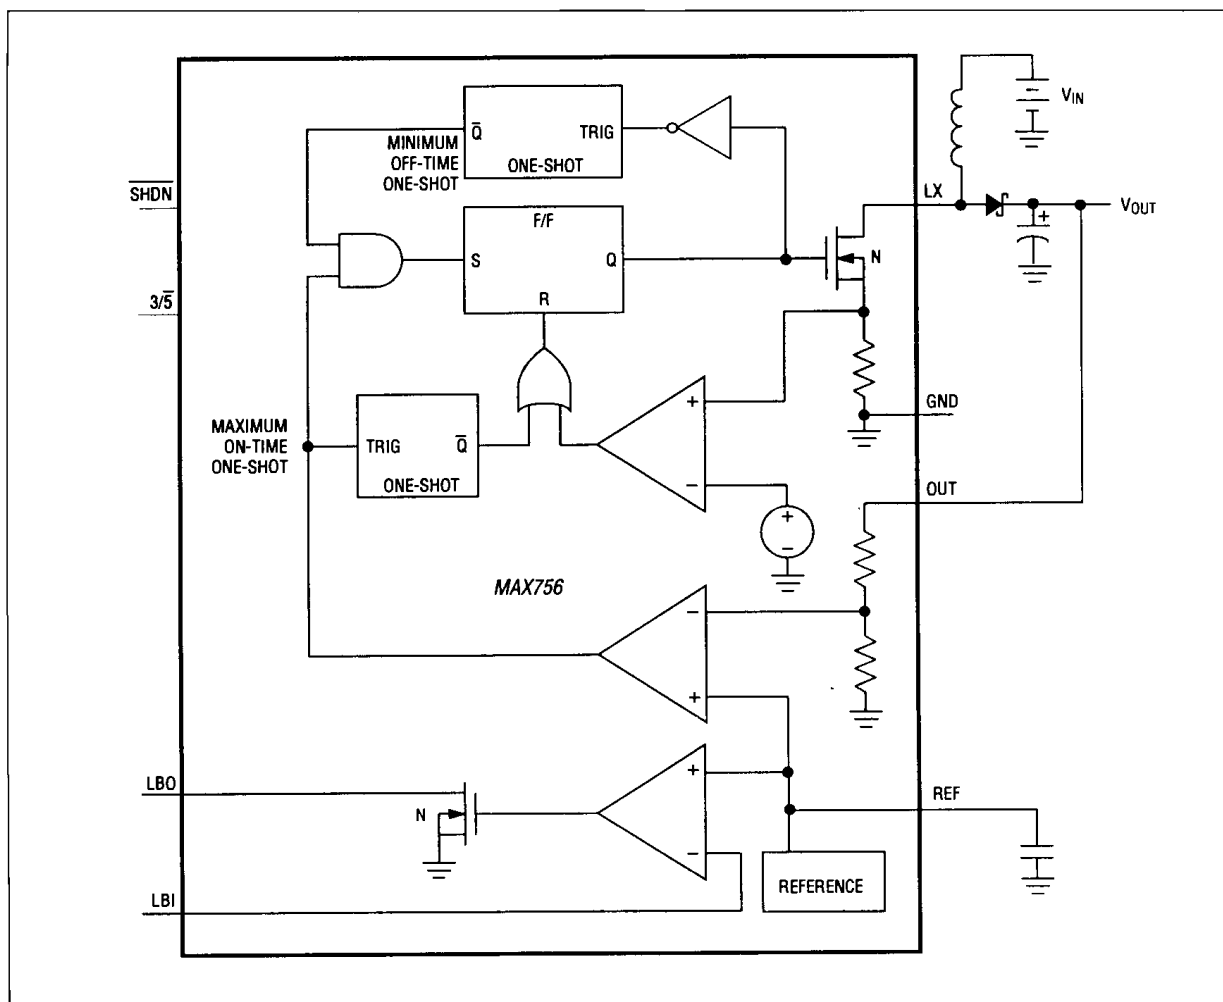 V_IN
Q̅
TRIG
MINIMUM
OFF-TIME
ONE-SHOT
ONE-SHOT
S̅H̅D̅N̅
LX
F/F
V_OUT
S
Q
N
3/5̅
R
+
+
GND
MAXIMUM
ON-TIME
ONE-SHOT
TRIG
Q̅
ONE-SHOT
−
OUT
+
−
MAX756
−
+
LBO
+
REF
N
−
REFERENCE
LBI